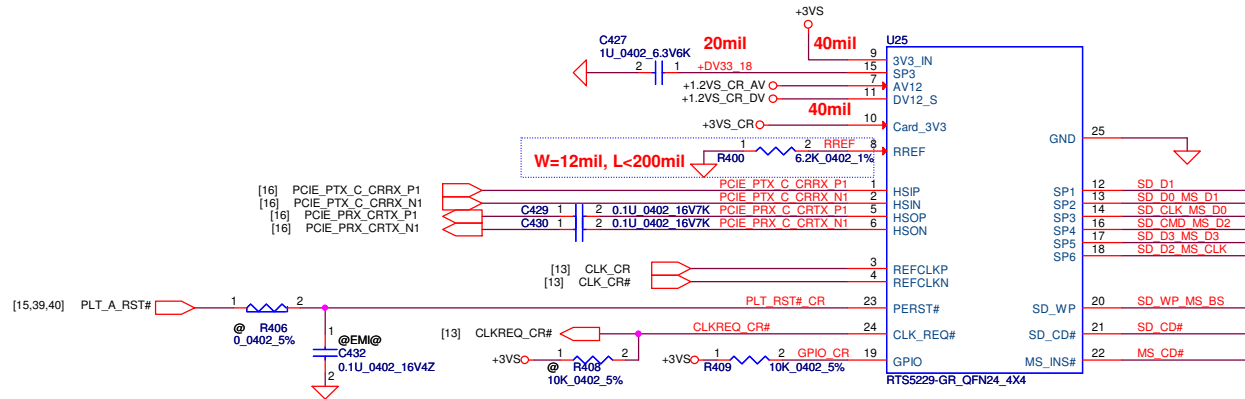 +3VS
C427
1U_0402_6.3V6K
20mil
40mil
U25
2
1
+DV33_18
9
3V3_IN
15
SP3
+1.2VS_CR_AV
7
AV12
+1.2VS_CR_DV
11
DV12_S
40mil
+3VS_CR
10
Card_3V3
GND
25
W=12mil, L<200mil
1
R400
2
RREF
6.2K_0402_1%
8
RREF
[16] PCIE_PTX_C_CRRX_P1
PCIE_PTX_C_CRRX_P1
1
HSIP
SP1
12
SD_D1
[16] PCIE_PTX_C_CRRX_N1
PCIE_PTX_C_CRRX_N1
2
HSIN
SP2
13
SD_D0_MS_D1
[16] PCIE_PRX_CRTX_P1
C429
1
2
0.1U_0402_16V7K
PCIE_PRX_C_CRTX_P1
5
HSOP
SP3
14
SD_CLK_MS_D0
[16] PCIE_PRX_CRTX_N1
C430
1
2
0.1U_0402_16V7K
PCIE_PRX_C_CRTX_N1
6
HSON
SP4
16
SD_CMD_MS_D2
SP5
17
SD_D3_MS_D3
SP6
18
SD_D2_MS_CLK
[13] CLK_CR
3
REFCLKP
[13] CLK_CR#
4
REFCLKN
[15,39,40] PLT_A_RST#
1
2
@
R406
0_0402_5%
PLT_RST#_CR
23
PERST#
SD_WP
20
SD_WP_MS_BS
1
@EMI@
C432
0.1U_0402_16V4Z
2
[13] CLKREQ_CR#
CLKREQ_CR#
24
CLK_REQ#
SD_CD#
21
SD_CD#
+3VS
1
2
@
R408
10K_0402_5%
+3VS
1
R409
2
GPIO_CR
10K_0402_5%
19
GPIO
MS_INS#
22
MS_CD#
RTS5229-GR_QFN24_4X4